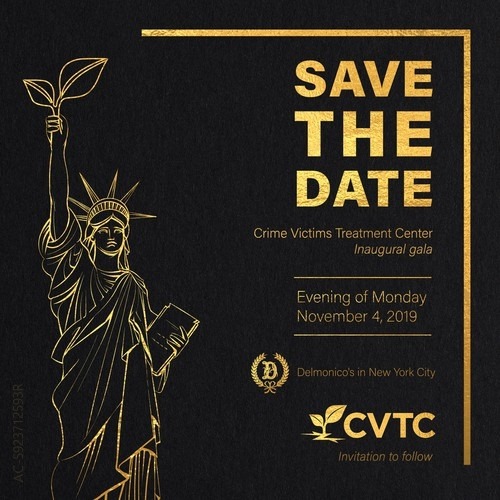 SAVE
THE
DATE
Crime Victims Treatment Center
Inaugural gala
Evening of Monday
November 4, 2019
D
Delmonico's in New York City
CVTC
Invitation to follow
AC_S923712593R